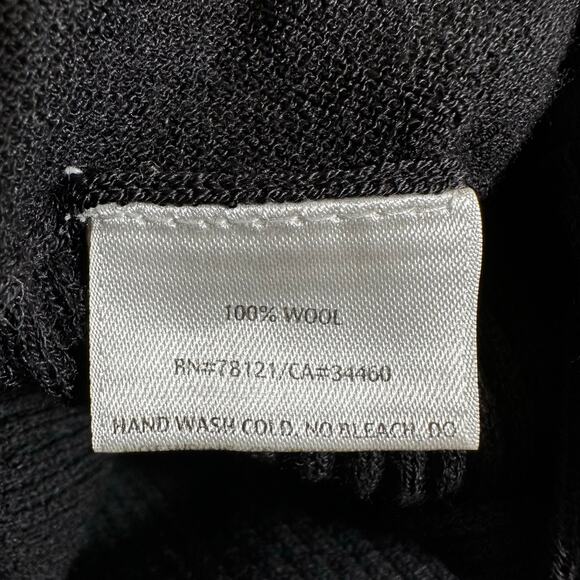 100% WOOL
RN#78121/CA#34460
HAND WASH COLD, NO BLEACH, DO